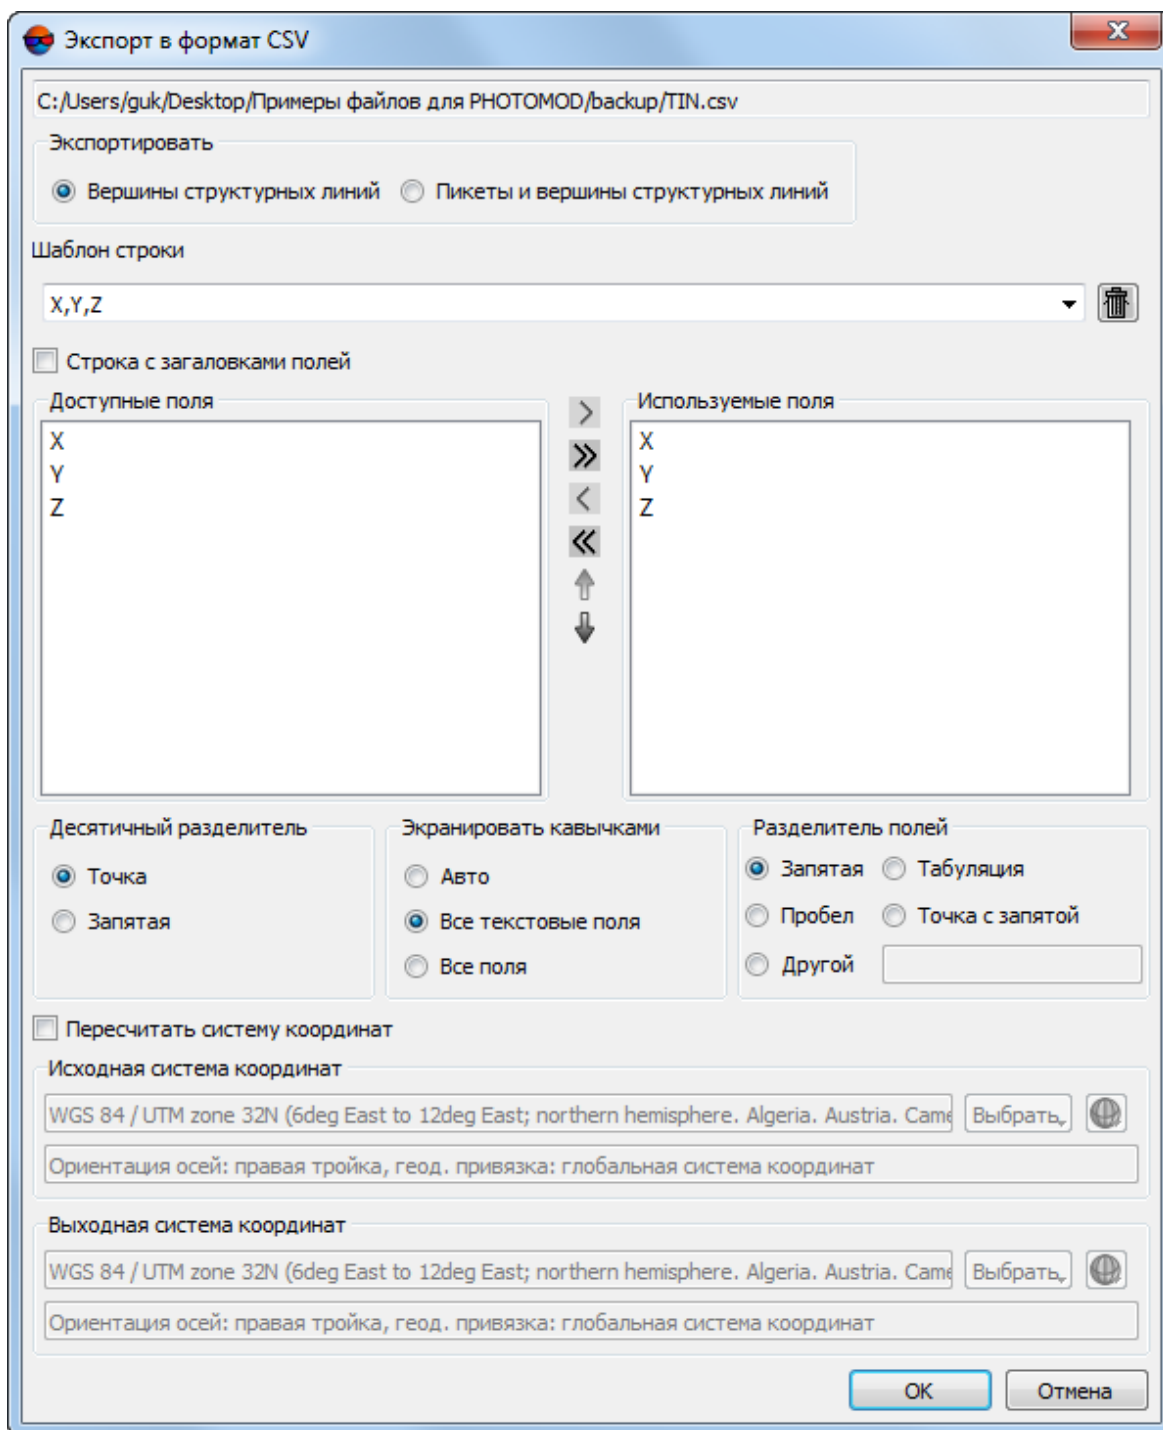 Экспорт в формат CSV
C:/Users/guk/Desktop/Примеры файлов для PHOTOMOD/backup/TIN.csv
Экспортировать
Вершины структурных линий Пикеты и вершины структурных линий
Шаблон строки
X,Y,Z
Строка с загаловками полей
Доступные поля Используемые поля
X X
Y Y
Z Z
Десятичный разделитель Экранировать кавычками Разделитель полей
Точка Авто Запятая Табуляция
Запятая Все текстовые поля Пробел Точка с запятой
Все поля Другой
Пересчитать систему координат
Исходная система координат
WGS 84 / UTM zone 32N (6deg East to 12deg East; northern hemisphere. Algeria. Austria. Came Выбрать
Ориентация осей: правая тройка, геод. привязка: глобальная система координат
Выходная система координат
WGS 84 / UTM zone 32N (6deg East to 12deg East; northern hemisphere. Algeria. Austria. Came Выбрать
Ориентация осей: правая тройка, геод. привязка: глобальная система координат
OK Отмена